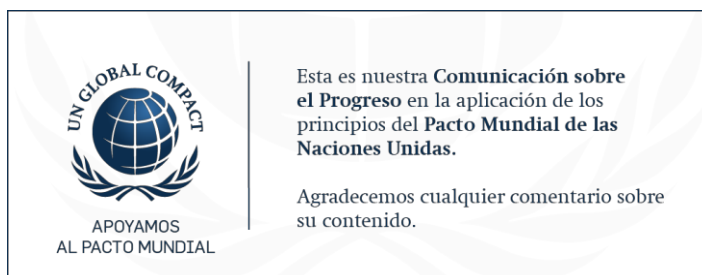 UN GLOBAL COMPACT
APOYAMOS
AL PACTO MUNDIAL
Esta es nuestra Comunicación sobre
el Progreso en la aplicación de los
principios del Pacto Mundial de las
Naciones Unidas.
Agradecemos cualquier comentario sobre
su contenido.